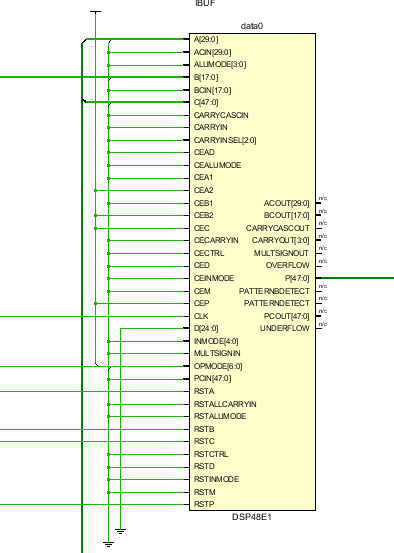 IBUF
data0
A[29:0]
ACIN[29:0]
ALUMODE[3:0]
B[17:0]
BCIN[17:0]
C[47:0]
CARRYCASCIN
CARRYIN
CARRYINSEL[2:0]
CEAD
CEALUMODE
CEA1
CEA2
CEB1 ACOUT[29:0] n/c
CEB2 BCOUT[17:0] n/c
CEC CARRYCASCOUT n/c
CECARRYIN CARRYOUT[3:0] n/c
CECTRL MULTSIGNOUT n/c
CED OVERFLOW n/c
CEINMODE P[47:0]
CEM PATTERNBDETECT n/c
CEP PATTERNDETECT n/c
CLK PCOUT[47:0] n/c
D[24:0] UNDERFLOW n/c
INMODE[4:0]
MULTSIGNIN
OPMODE[6:0]
PCIN[47:0]
RSTA
RSTALLCARRYIN
RSTALUMODE
RSTB
RSTC
RSTCTRL
RSTD
RSTINMODE
RSTM
RSTP
DSP48E1